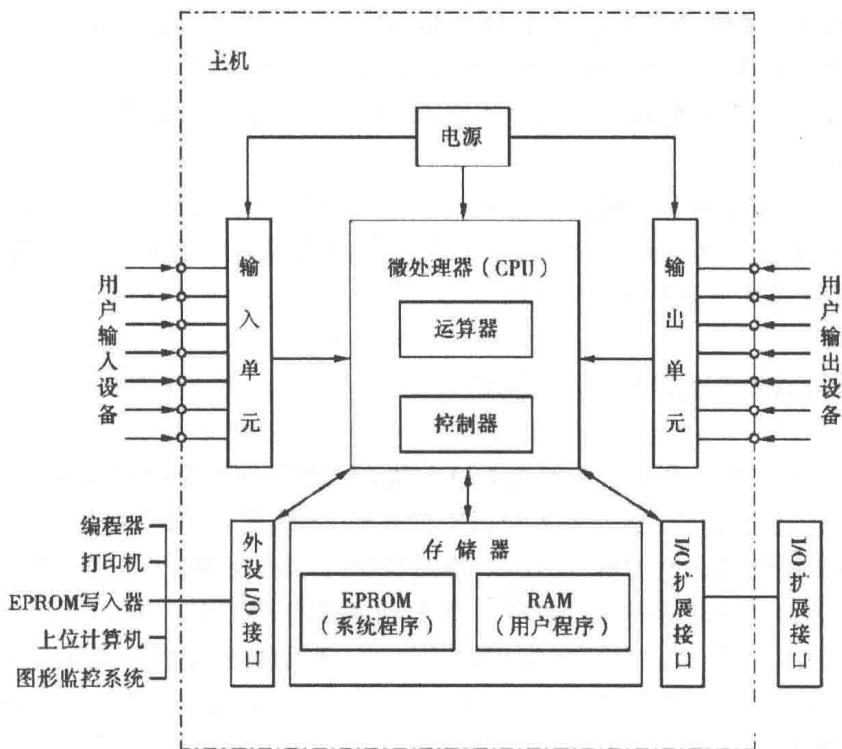 主机
电源
用户输入设备
输入单元
微处理器（CPU）
运算器
控制器
输出单元
用户输出设备
编程器
打印机
EPROM写入器
上位计算机
图形监控系统
外设I/O接口
存储器
EPROM
（系统程序）
RAM
（用户程序）
I/O扩展接口
I/O扩展接口